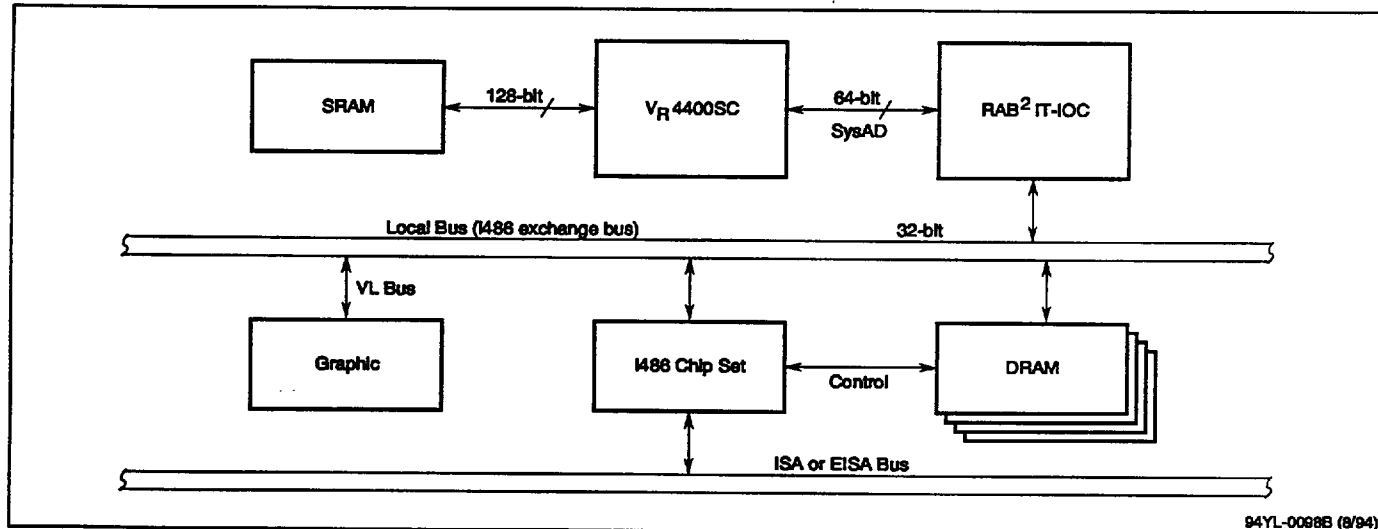 SRAM
128-bit
VR 4400SC
64-bit
SysAD
RAB2 IT-IOC
Local Bus (I486 exchange bus)
32-bit
VL Bus
Graphic
I486 Chip Set
Control
DRAM
ISA or EISA Bus
94YL-0098B (8/94)